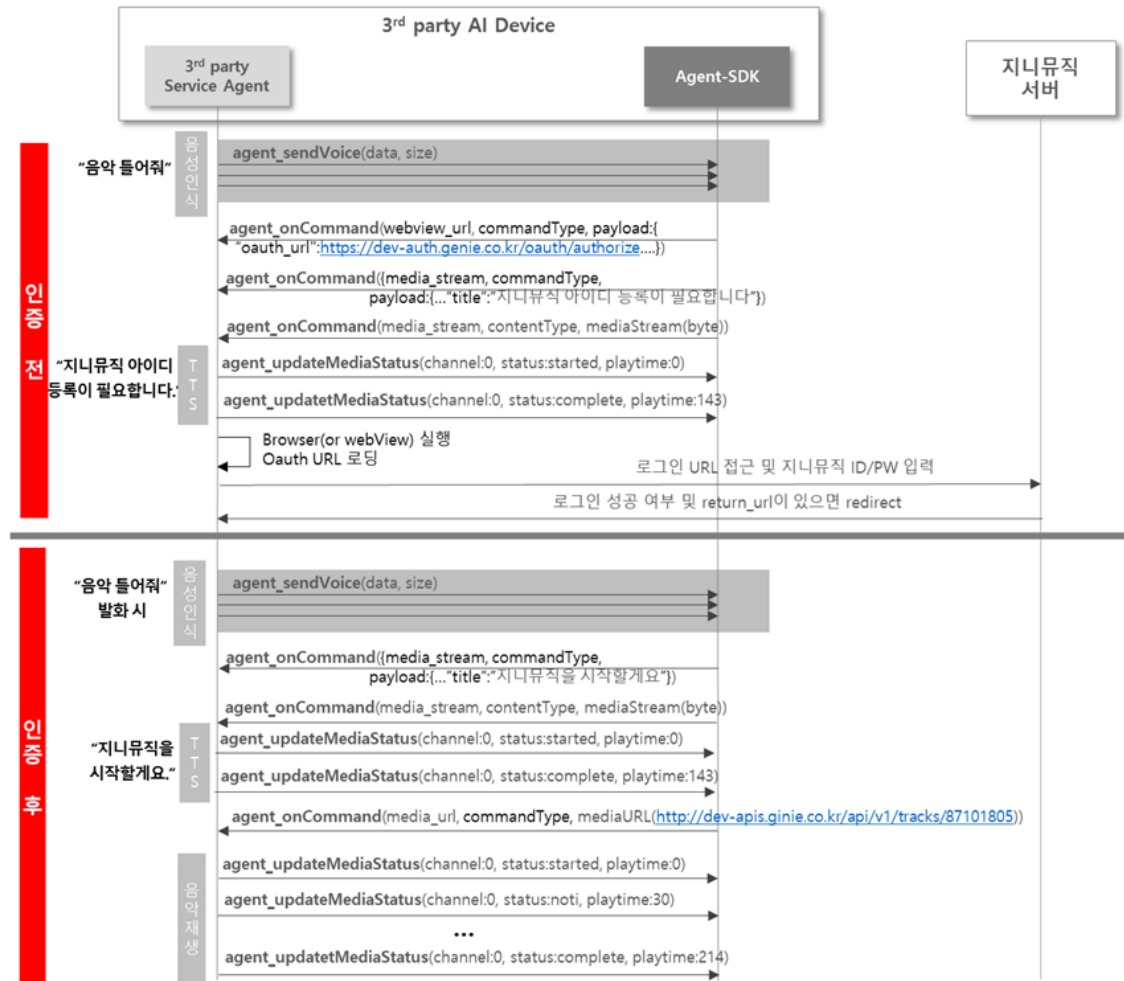 3rd party AI Device
3rd party
Service Agent
Agent-SDK
지니뮤직
서버
인증 전
"음악 틀어줘"
음성인식
agent_sendVoice(data, size)
agent_onCommand(webview_url, commandType, payload:{
"oauth_url":https://dev-auth.genie.co.kr/oauth/authorize....})
agent_onCommand({media_stream, commandType,
payload:{..."title":"지니뮤직 아이디 등록이 필요합니다"})
agent_onCommand(media_stream, contentType, mediaStream(byte))
"지니뮤직 아이디
등록이 필요합니다."
TTS
agent_updateMediaStatus(channel:0, status:started, playtime:0)
agent_updatetMediaStatus(channel:0, status:complete, playtime:143)
Browser(or webView) 실행
Oauth URL 로딩
로그인 URL 접근 및 지니뮤직 ID/PW 입력
로그인 성공 여부 및 return_url이 있으면 redirect
인증 후
"음악 틀어줘"
발화 시
음성인식
agent_sendVoice(data, size)
agent_onCommand({media_stream, commandType,
payload:{..."title":"지니뮤직을 시작할게요"})
agent_onCommand(media_stream, contentType, mediaStream(byte))
"지니뮤직을
시작할게요."
TTS
agent_updateMediaStatus(channel:0, status:started, playtime:0)
agent_updateMediaStatus(channel:0, status:complete, playtime:143)
agent_onCommand(media_url, commandType, mediaURL(http://dev-apis.ginie.co.kr/api/v1/tracks/87101805))
음악재생
agent_updateMediaStatus(channel:0, status:started, playtime:0)
agent_updateMediaStatus(channel:0, status:noti, playtime:30)
...
agent_updatetMediaStatus(channel:0, status:complete, playtime:214)